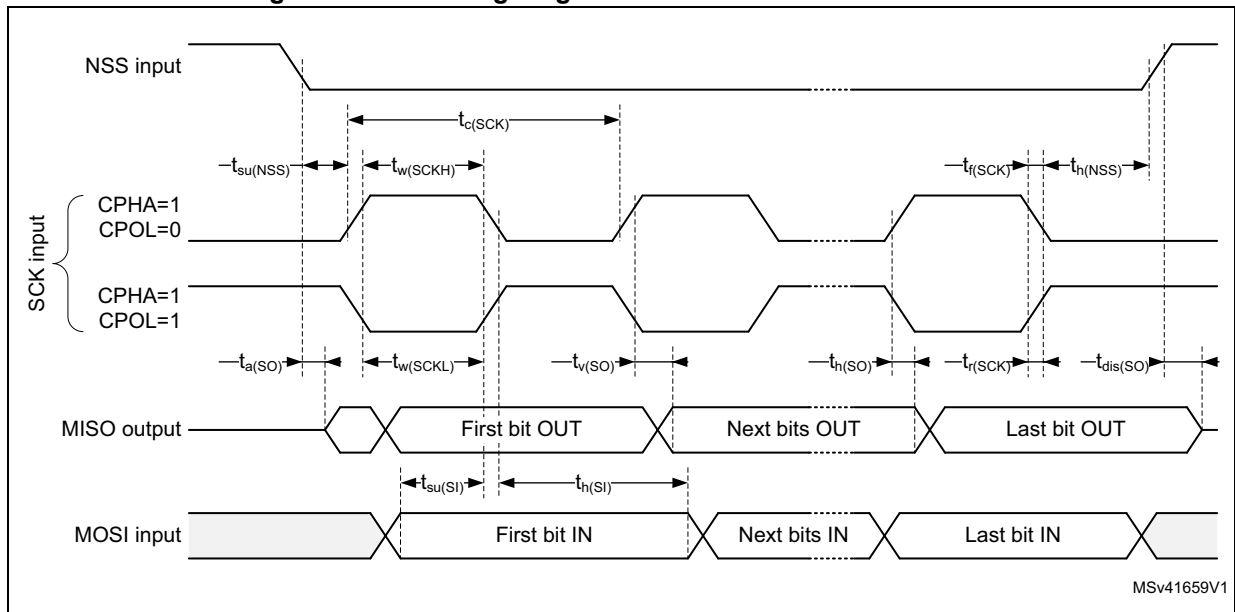 NSS input
tc(SCK)
tsu(NSS)
tw(SCKH)
tf(SCK)
th(NSS)
SCK input
CPHA=1
CPOL=0
CPHA=1
CPOL=1
ta(SO)
tw(SCKL)
tv(SO)
th(SO)
tr(SCK)
tdis(SO)
MISO output
First bit OUT
Next bits OUT
Last bit OUT
tsu(SI)
th(SI)
MOSI input
First bit IN
Next bits IN
Last bit IN
MSv41659V1